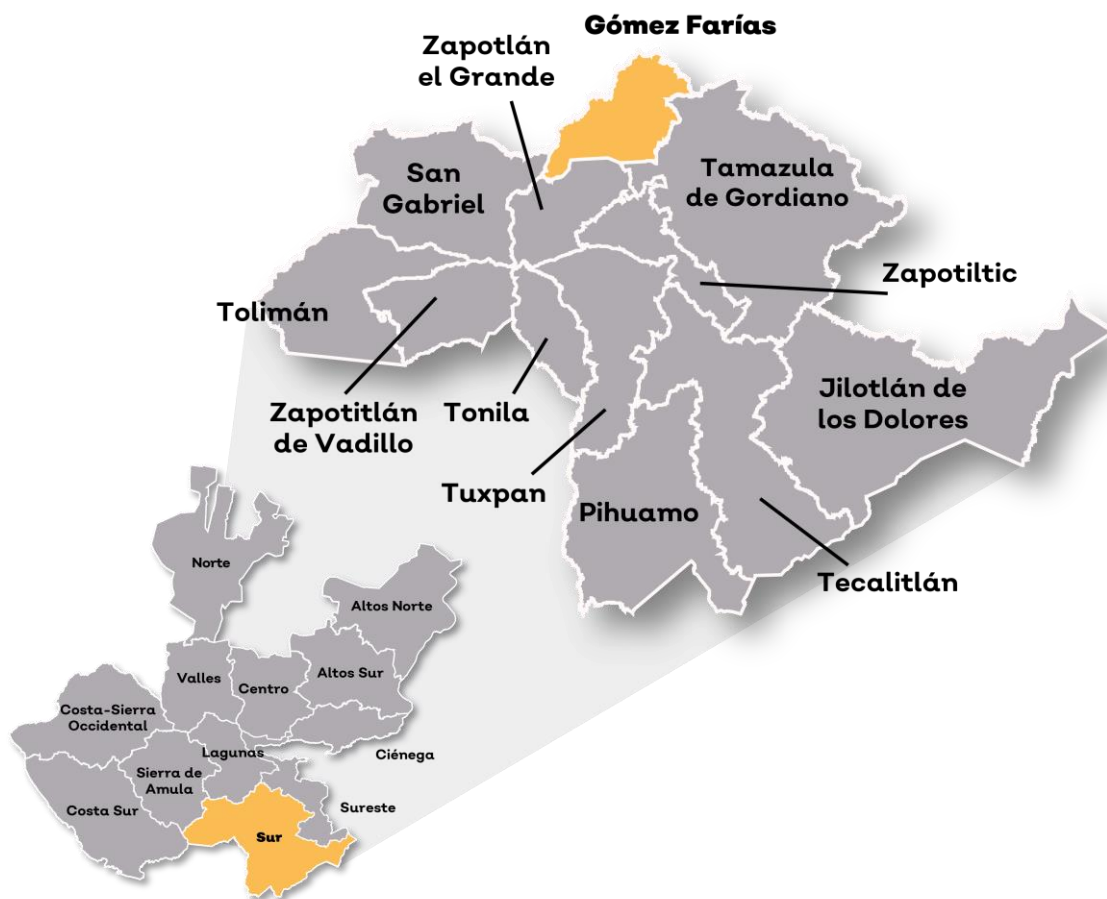 Gómez Farías
Zapotlán
el Grande
San
Gabriel
Tamazula
de Gordiano
Zapotiltic
Tolimán
Zapotitlán
de Vadillo
Tonila
Tuxpan
Jilotlán de
los Dolores
Pihuamo
Tecalitlán
Norte
Altos Norte
Valles
Centro
Altos Sur
Costa-Sierra
Occidental
Lagunas
Ciénega
Sierra de
Amula
Costa Sur
Sureste
Sur